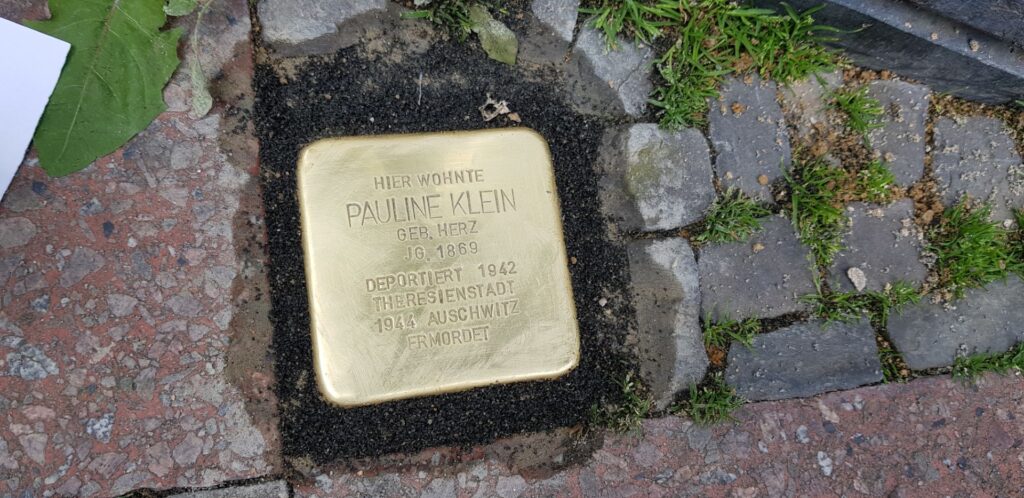 HIER WOHNTE
PAULINE KLEIN
GEB. HERZ
JG. 1869
DEPORTIERT 1942
THERESIENSTADT
1944 AUSCHWITZ
ERMORDET